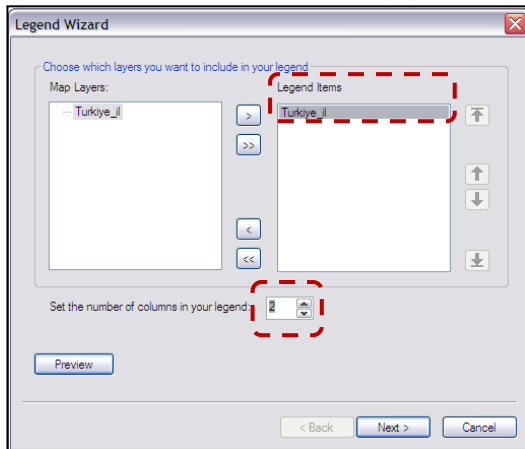 Legend Wizard
Choose which layers you want to include in your legend
Map Layers:
Legend Items
Turkiye_il
Turkiye_il
>
>>
<
<<
Set the number of columns in your legend: 2
Preview
< Back Next > Cancel